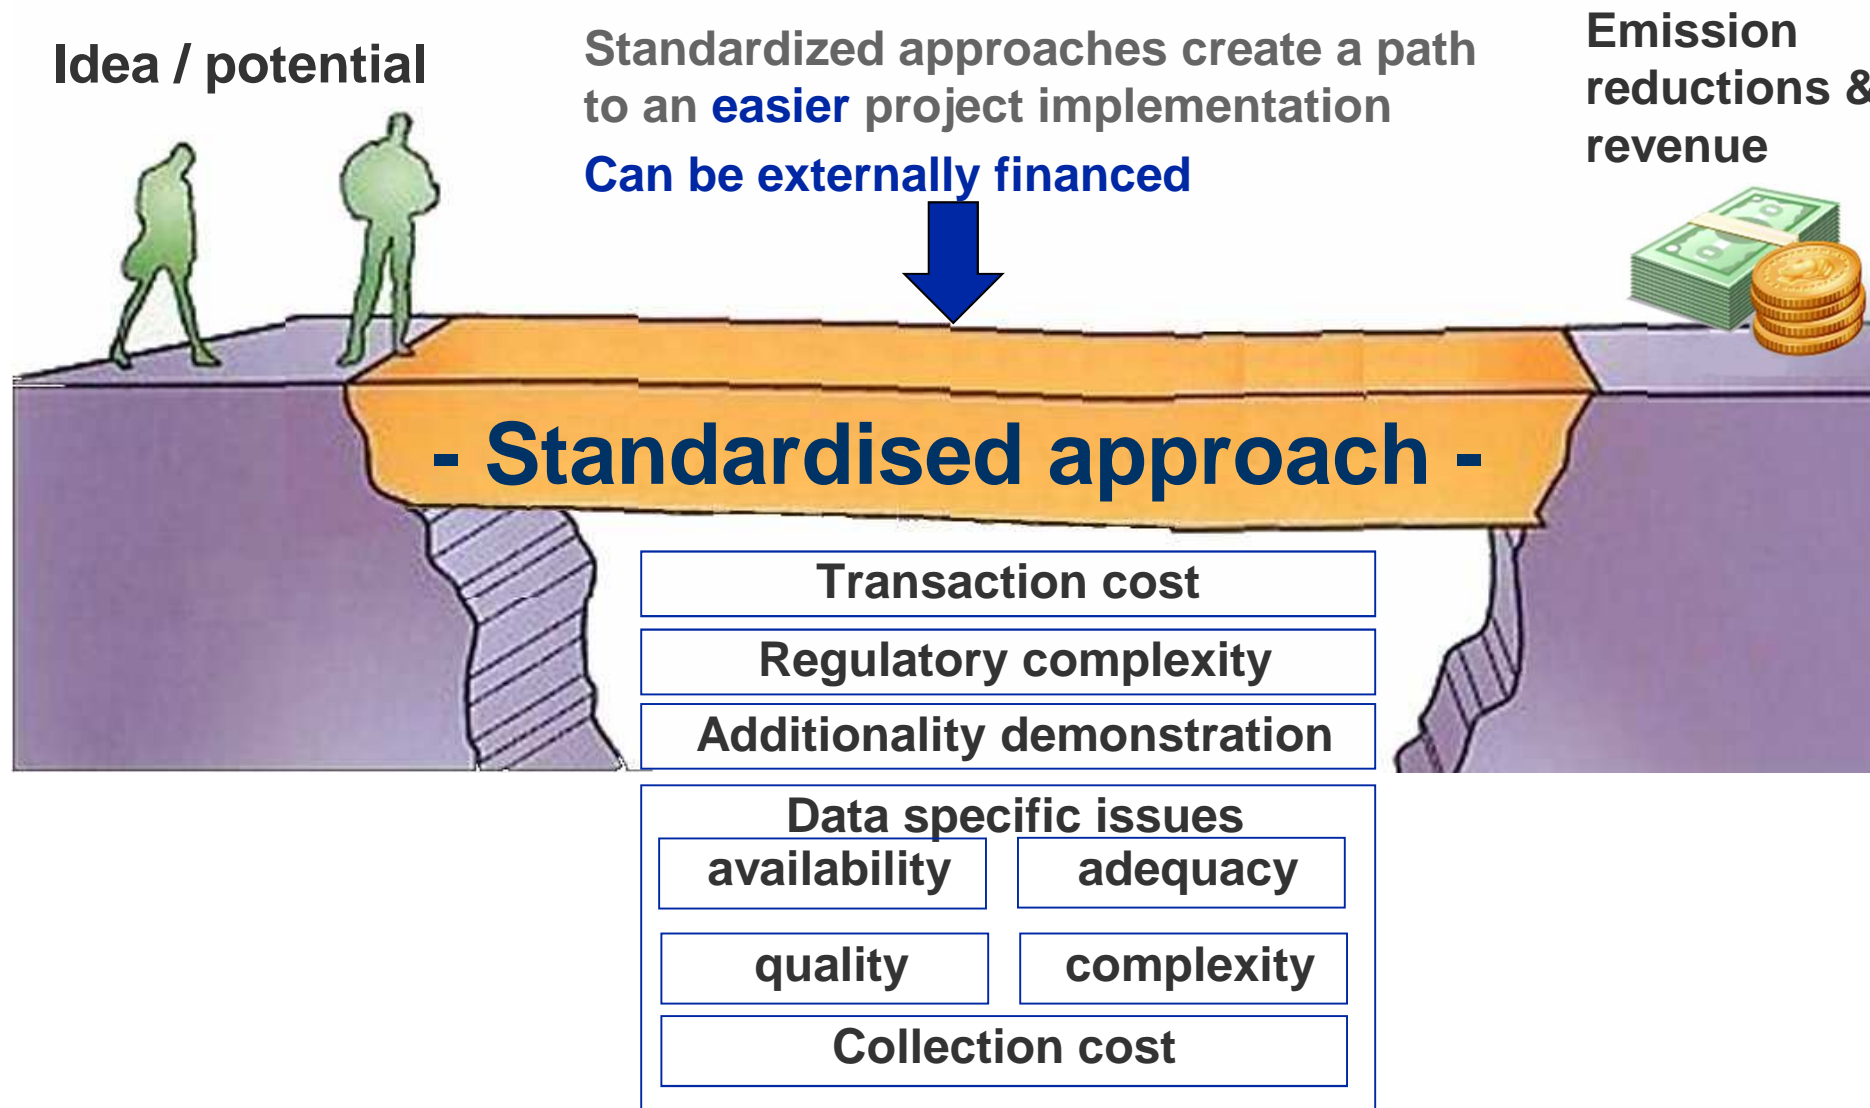 Idea / potential
Standardized approaches create a path
to an easier project implementation
Can be externally financed
Emission
reductions &
revenue
- Standardised approach -
Transaction cost
Regulatory complexity
Additionality demonstration
Data specific issues
availability
adequacy
quality
complexity
Collection cost